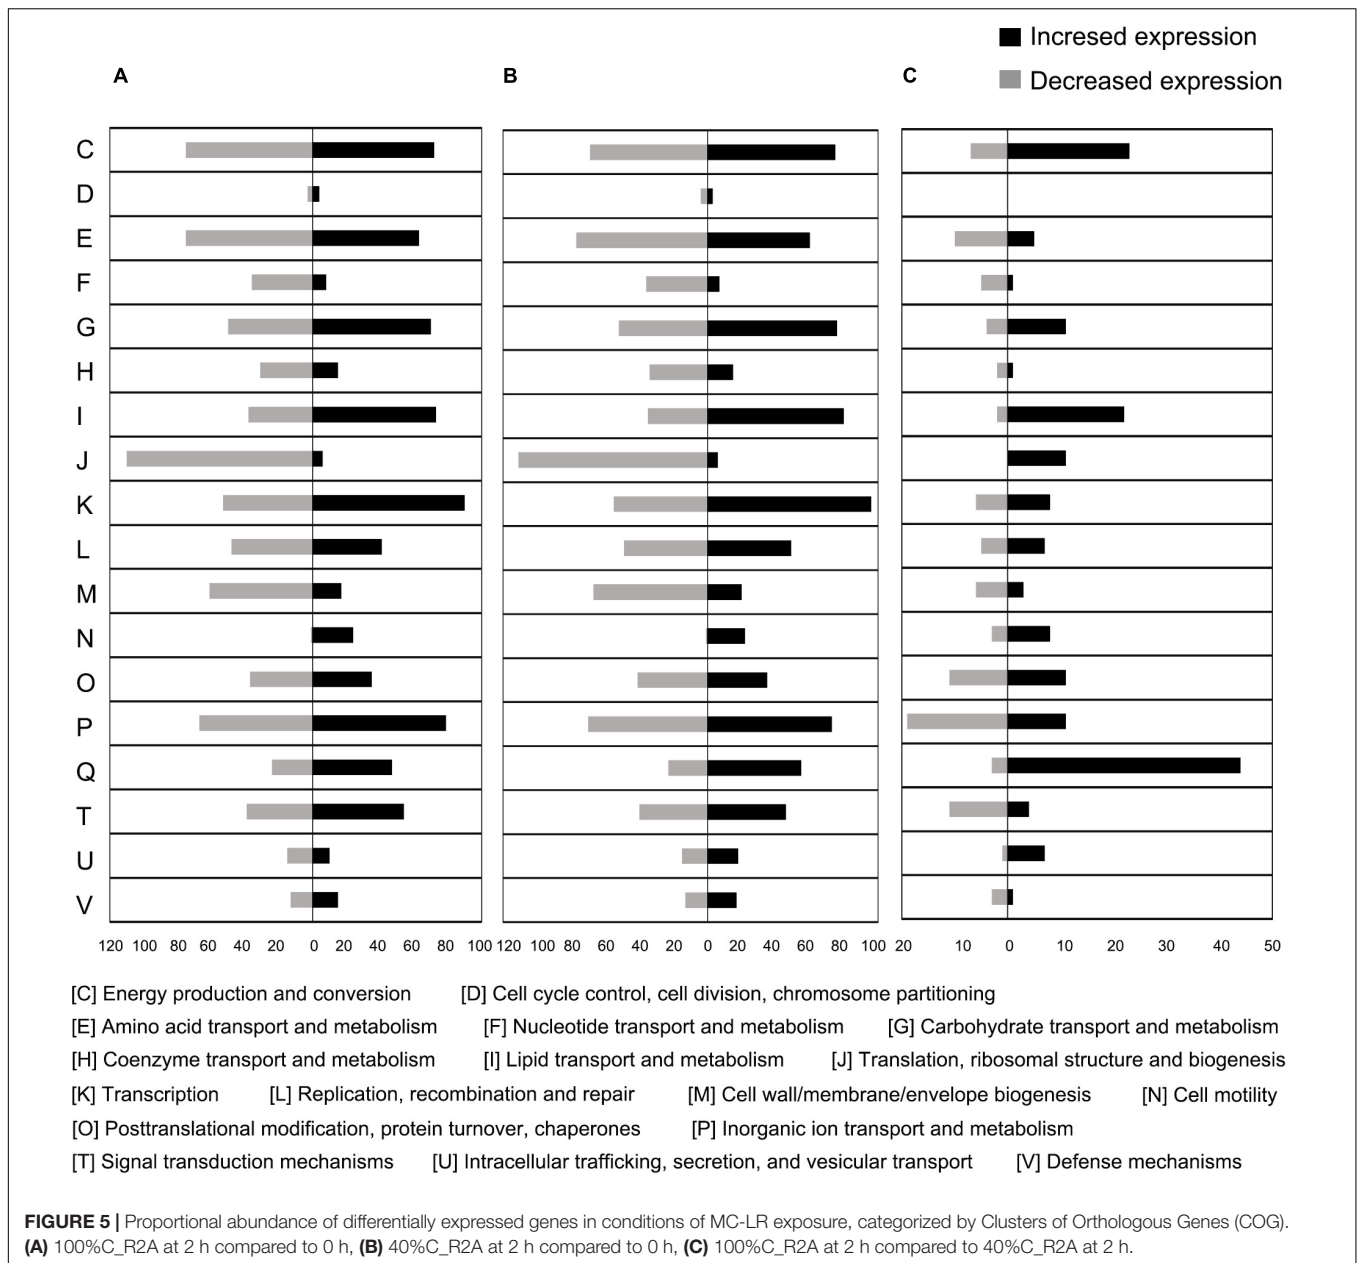 Incresed expression
Decreased expression
A B C
C
D
E
F
G
H
I
J
K
L
M
N
O
P
Q
T
U
V
120 100 80 60 40 20 0 20 40 60 80 100 120 100 80 60 40 20 0 20 40 60 80 100 20 10 0 10 20 30 40 50
[C] Energy production and conversion [D] Cell cycle control, cell division, chromosome partitioning
[E] Amino acid transport and metabolism [F] Nucleotide transport and metabolism [G] Carbohydrate transport and metabolism
[H] Coenzyme transport and metabolism [I] Lipid transport and metabolism [J] Translation, ribosomal structure and biogenesis
[K] Transcription [L] Replication, recombination and repair [M] Cell wall/membrane/envelope biogenesis [N] Cell motility
[O] Posttranslational modification, protein turnover, chaperones [P] Inorganic ion transport and metabolism
[T] Signal transduction mechanisms [U] Intracellular trafficking, secretion, and vesicular transport [V] Defense mechanisms
FIGURE 5 | Proportional abundance of differentially expressed genes in conditions of MC-LR exposure, categorized by Clusters of Orthologous Genes (COG).
(A) 100%C_R2A at 2 h compared to 0 h, (B) 40%C_R2A at 2 h compared to 0 h, (C) 100%C_R2A at 2 h compared to 40%C_R2A at 2 h.